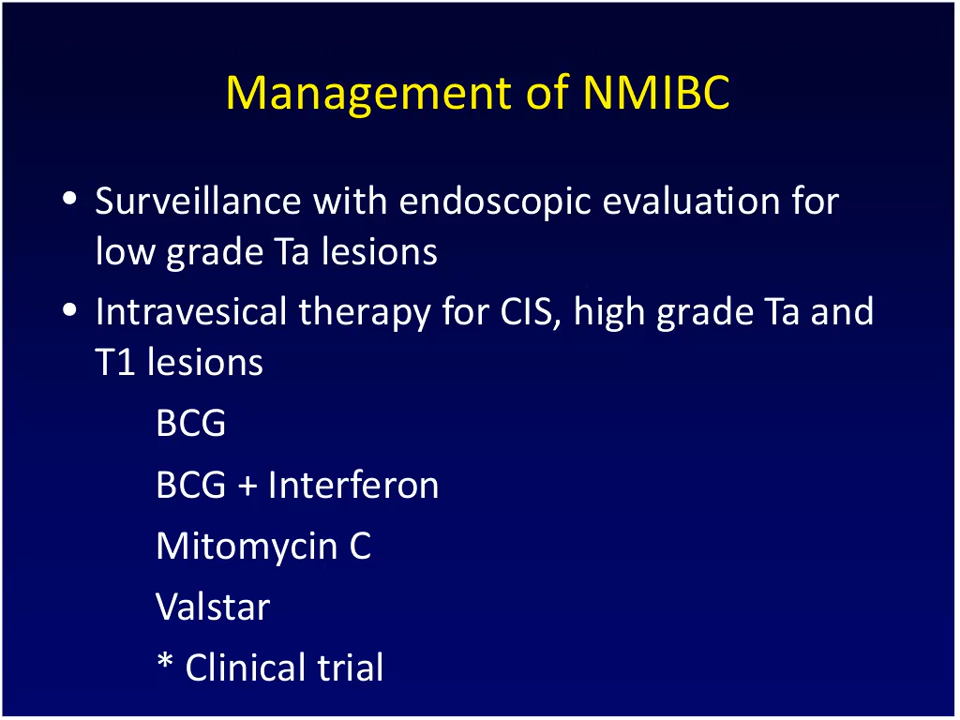 Management of NMIBC
• Surveillance with endoscopic evaluation for
low grade Ta lesions
• Intravesical therapy for CIS, high grade Ta and
T1 lesions
BCG
BCG + Interferon
Mitomycin C
Valstar
* Clinical trial